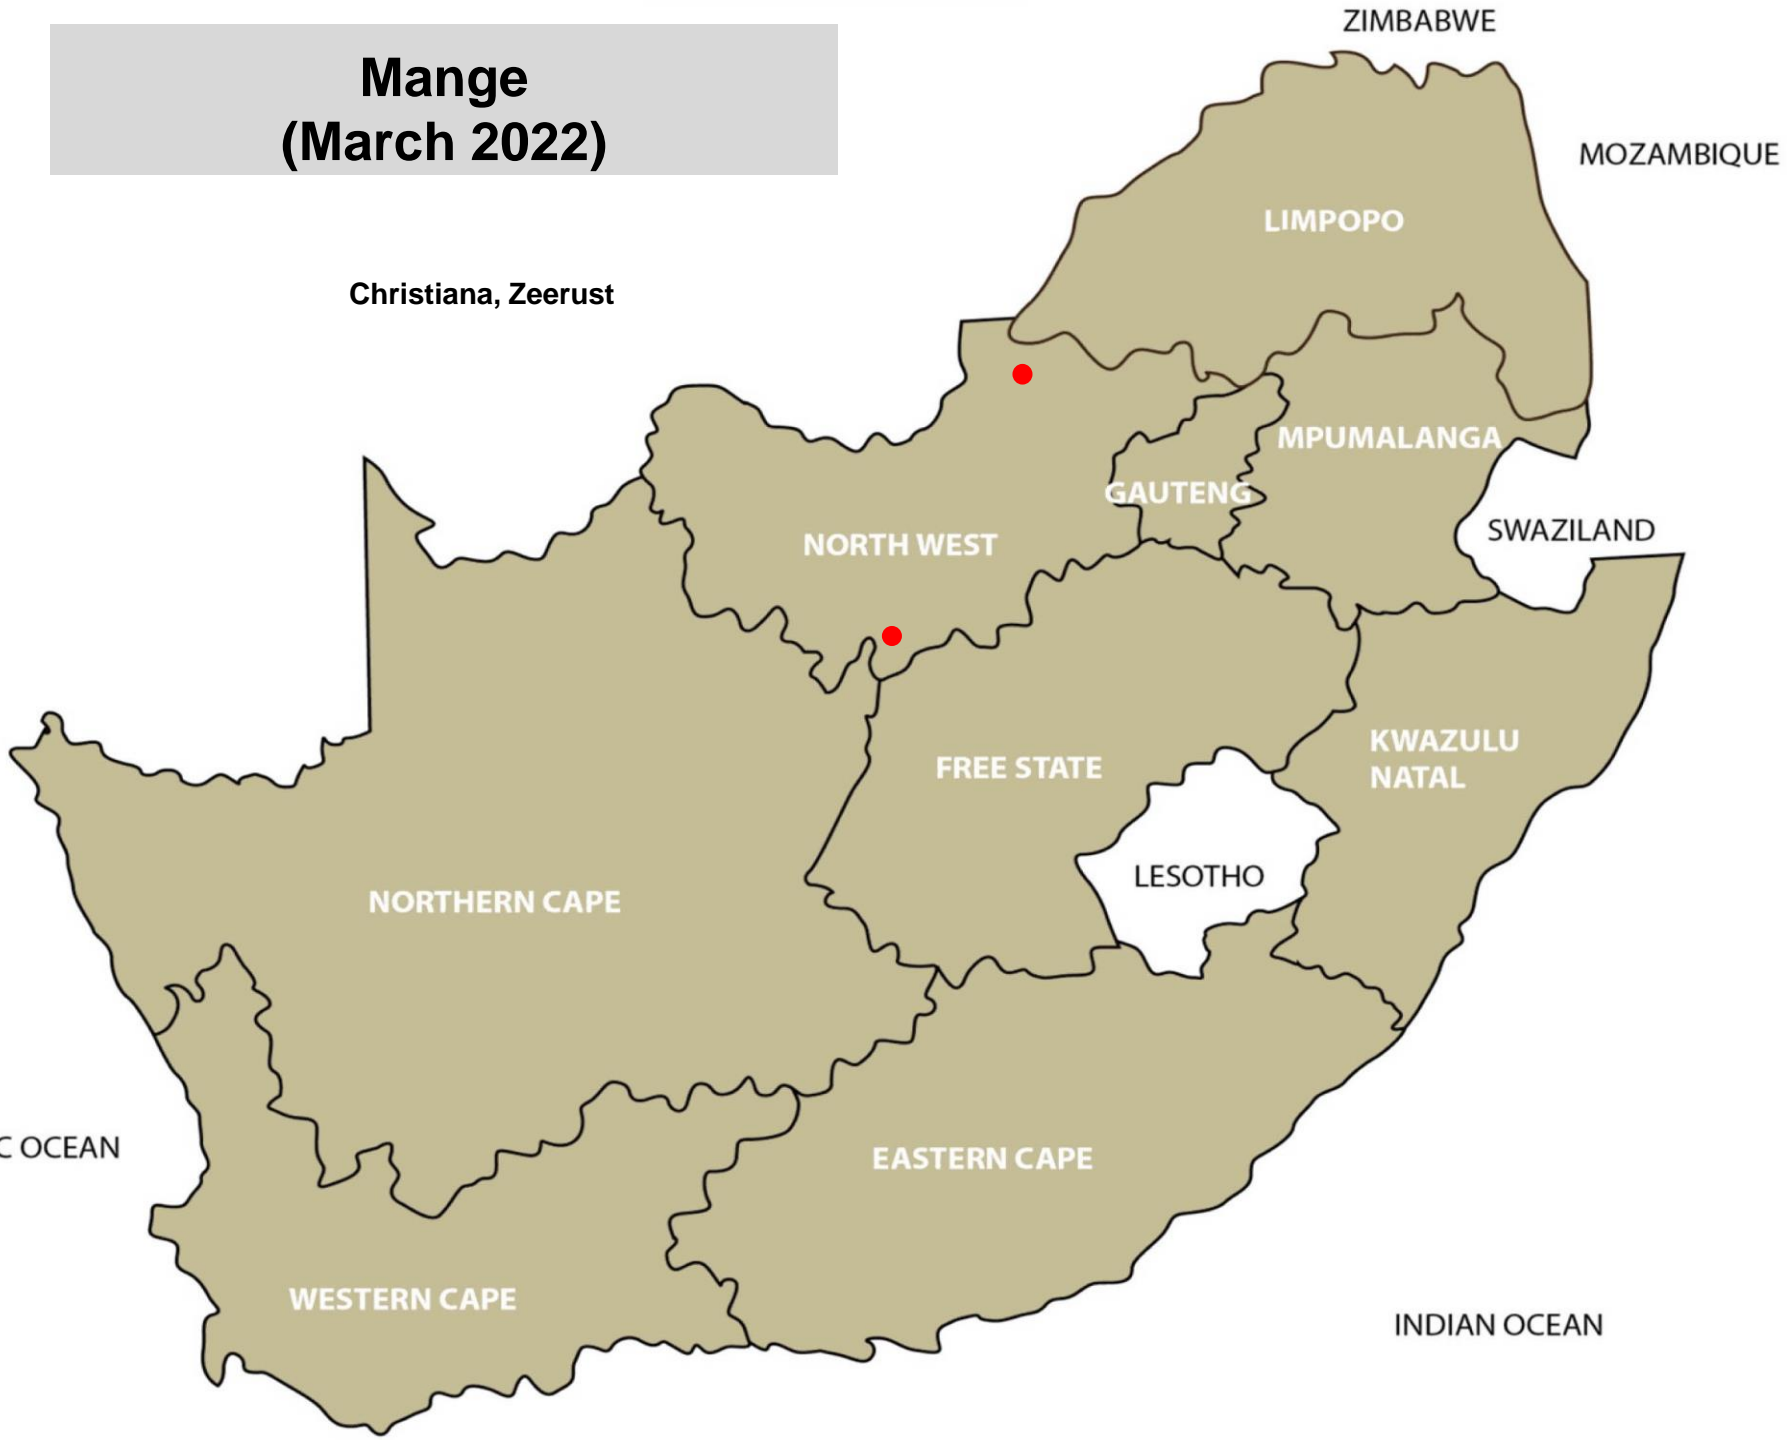 ZIMBABWE
Mange
(March 2022)
MOZAMBIQUE
LIMPOPO
Christiana, Zeerust
MPUMALANGA
GAUTENG
SWAZILAND
NORTH WEST
KWAZULU
NATAL
FREE STATE
LESOTHO
NORTHERN CAPE
C OCEAN
EASTERN CAPE
WESTERN CAPE
INDIAN OCEAN